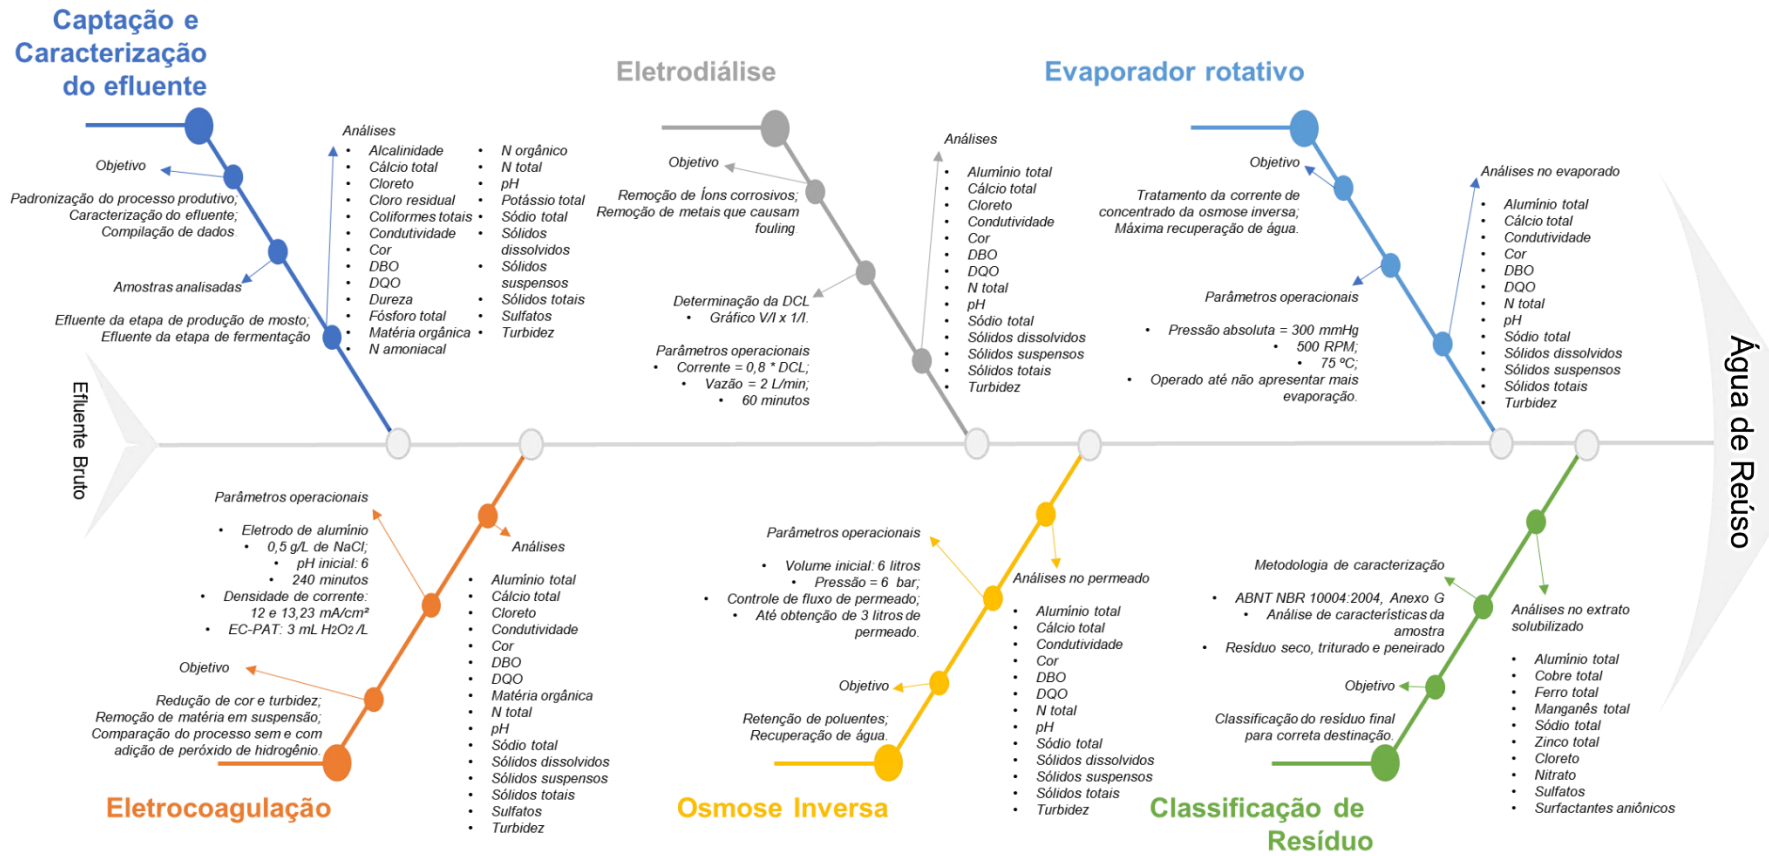 Captação e
Caracterização
do efluente
Objetivo
Padronização do processo produtivo;
Caracterização do efluente;
Compilação de dados.
Amostras analisadas
Efluente da etapa de produção de mosto;
Efluente da etapa de fermentação
Análises
• Alcalinidade
• Cálcio total
• Cloreto
• Cloro residual
• Coliformes totais
• Condutividade
• Cor
• DBO
• DQO
• Dureza
• Fósforo total
• Matéria orgânica
• N amoniacal
• N orgânico
• N total
• pH
• Potássio total
• Sódio total
• Sólidos
dissolvidos
• Sólidos
suspensos
• Sólidos totais
• Sulfatos
• Turbidez
Eletrodiálise
Objetivo
Remoção de Íons corrosivos;
Remoção de metais que causam
fouling.
Determinação da DCL
• Gráfico V/I x 1/I.
Parâmetros operacionais
• Corrente = 0,8 * DCL;
• Vazão = 2 L/min;
• 60 minutos
Análises
• Alumínio total
• Cálcio total
• Cloreto
• Condutividade
• Cor
• DBO
• DQO
• N total
• pH
• Sódio total
• Sólidos dissolvidos
• Sólidos suspensos
• Sólidos totais
• Turbidez
Evaporador rotativo
Objetivo
Tratamento da corrente de
concentrado da osmose inversa;
Máxima recuperação de água.
Parâmetros operacionais
• Pressão absoluta = 300 mmHg
• 500 RPM;
• 75 ºC;
• Operado até não apresentar mais
evaporação.
Análises no evaporado
• Alumínio total
• Cálcio total
• Condutividade
• Cor
• DBO
• DQO
• N total
• pH
• Sódio total
• Sólidos dissolvidos
• Sólidos suspensos
• Sólidos totais
• Turbidez
Efluente Bruto
Água de Reúso
Parâmetros operacionais
• Eletrodo de alumínio
• 0,5 g/L de NaCl;
• pH inicial: 6
• 240 minutos
• Densidade de corrente:
12 e 13,23 mA/cm²
• EC-PAT: 3 mL H2O2 /L
Objetivo
Redução de cor e turbidez;
Remoção de matéria em suspensão;
Comparação do processo sem e com
adição de peróxido de hidrogênio.
Eletrocoagulação
Análises
• Alumínio total
• Cálcio total
• Cloreto
• Condutividade
• Cor
• DBO
• DQO
• Matéria orgânica
• N total
• pH
• Sódio total
• Sólidos dissolvidos
• Sólidos suspensos
• Sólidos totais
• Sulfatos
• Turbidez
Parâmetros operacionais
• Volume inicial: 6 litros
• Pressão = 6 bar;
• Controle de fluxo de permeado;
• Até obtenção de 3 litros de
permeado.
Objetivo
Retenção de poluentes;
Recuperação de água.
Osmose Inversa
Análises no permeado
• Alumínio total
• Cálcio total
• Condutividade
• Cor
• DBO
• DQO
• N total
• pH
• Sódio total
• Sólidos dissolvidos
• Sólidos suspensos
• Sólidos totais
• Turbidez
Metodologia de caracterização
• ABNT NBR 10004:2004, Anexo G
• Análise de características da
amostra
• Resíduo seco, triturado e peneirado
Objetivo
Classificação do resíduo final
para correta destinação.
Classificação de
Resíduo
Análises no extrato
solubilizado
• Alumínio total
• Cobre total
• Ferro total
• Manganês total
• Sódio total
• Zinco total
• Cloreto
• Nitrato
• Sulfatos
• Surfactantes aniônicos